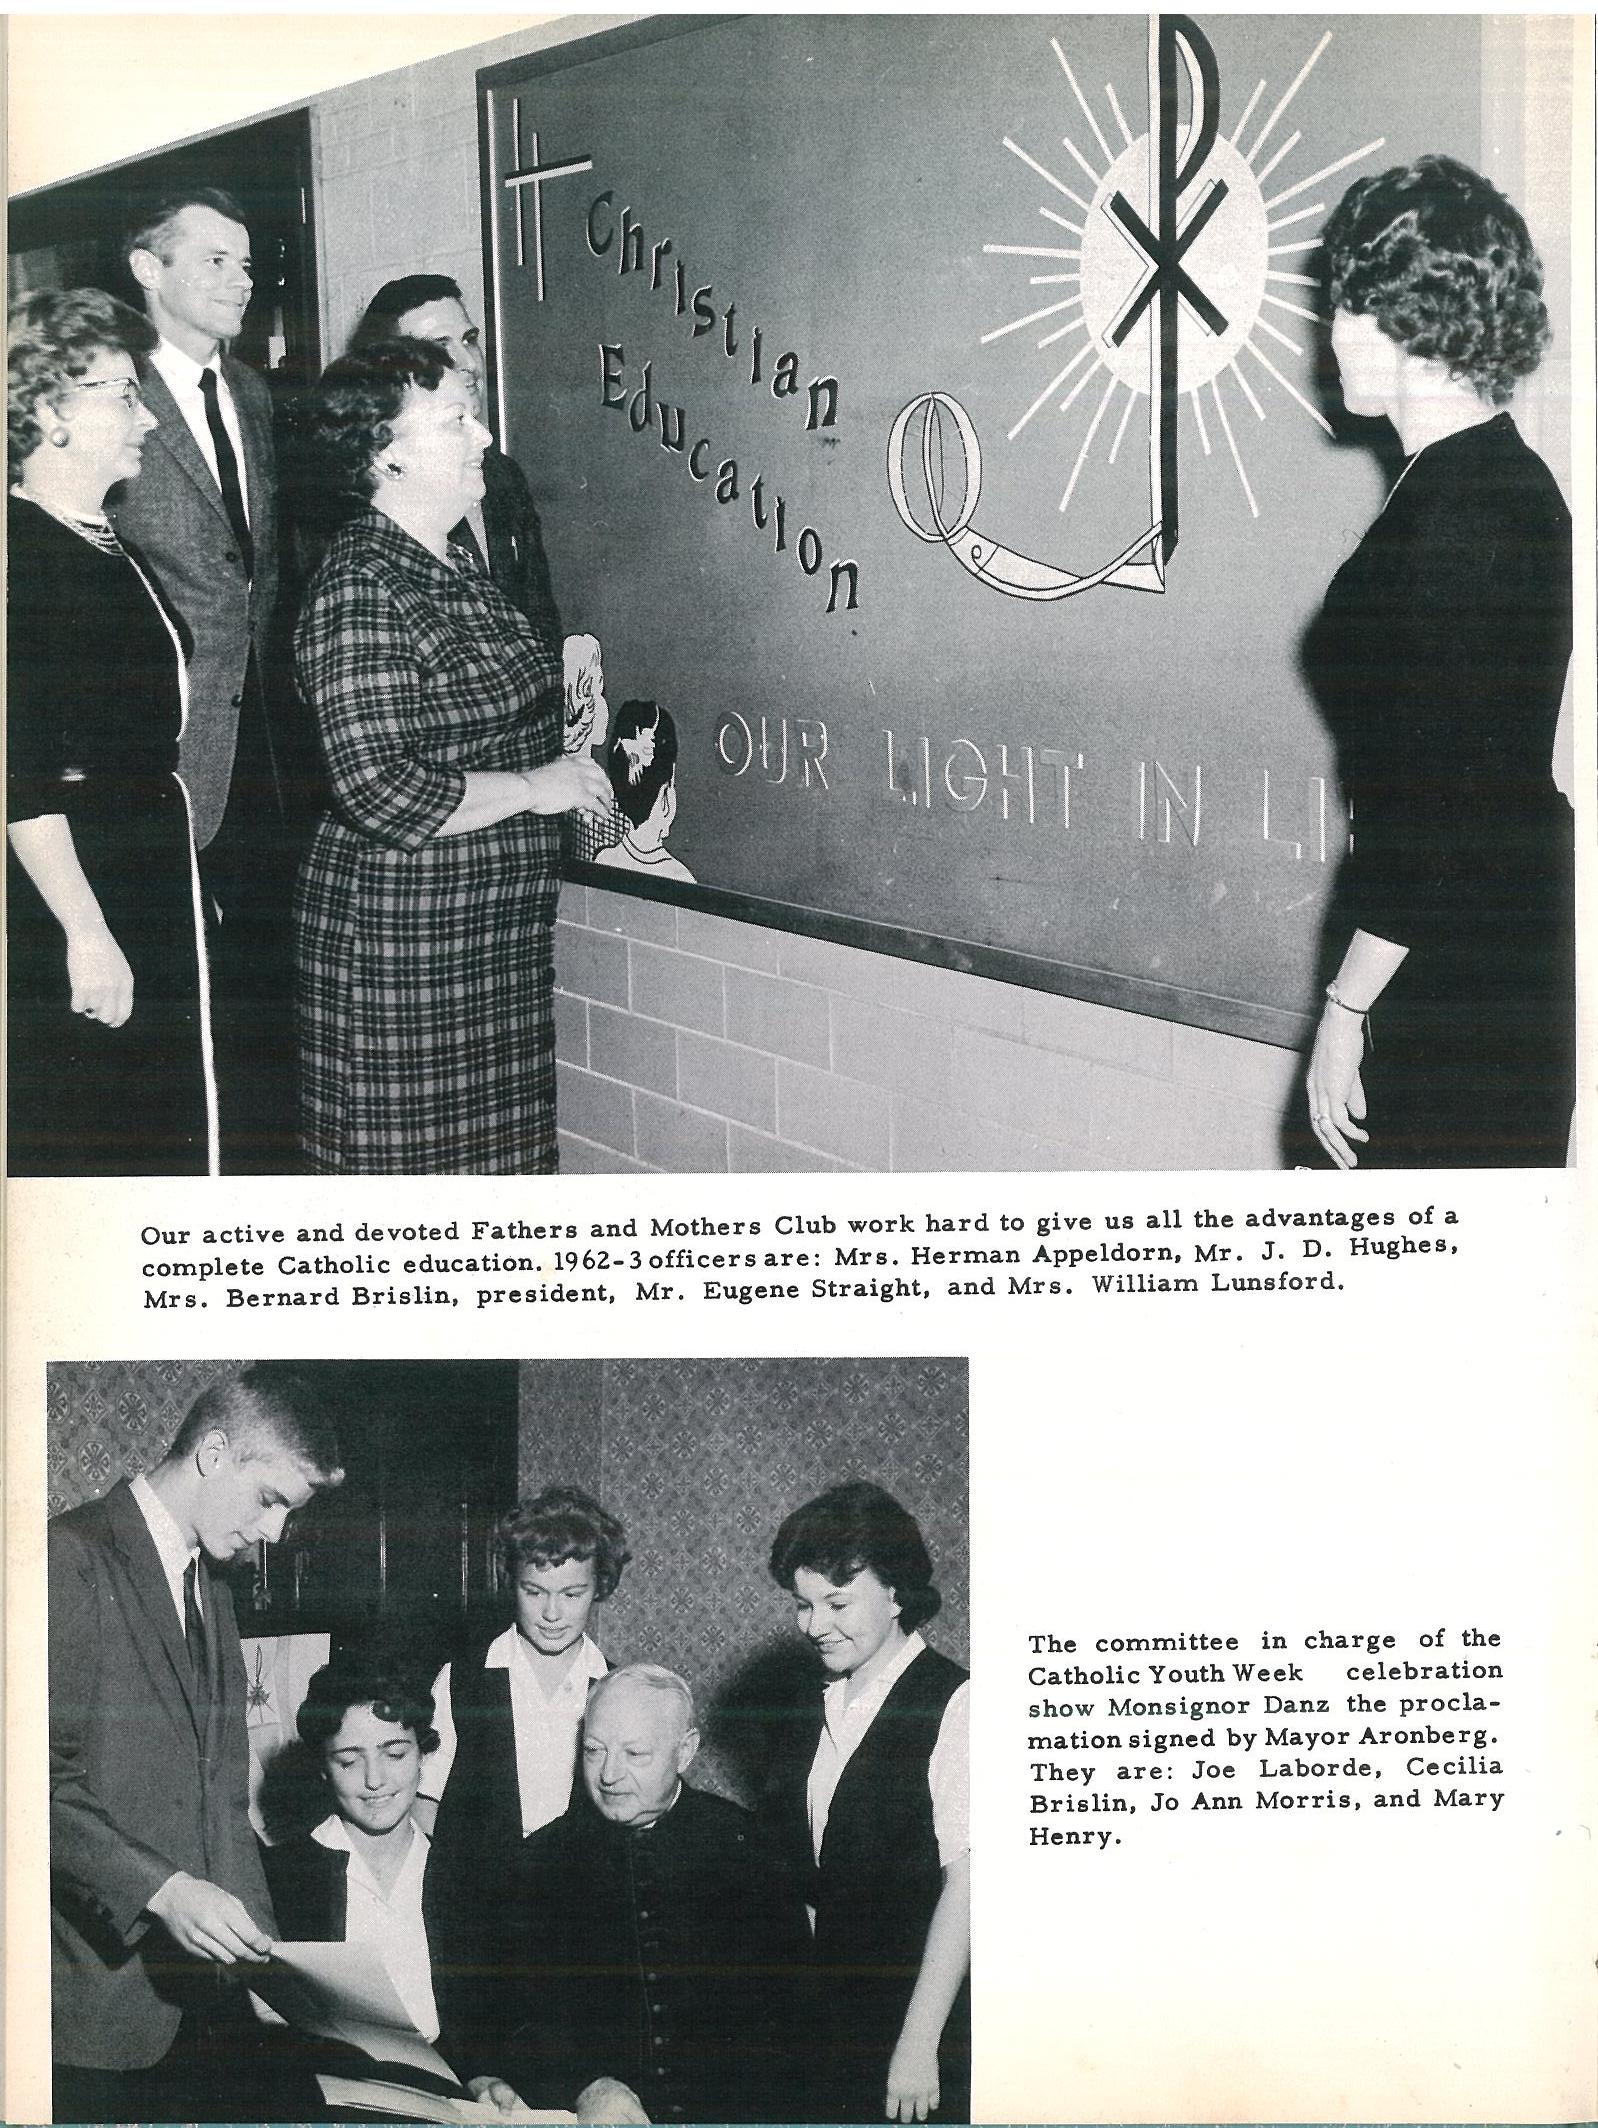 Christian
Education
OUR LIGHT IN LI
Our active and devoted Fathers and Mothers Club work hard to give us all the advantages of a
complete Catholic education. 1962-3 officers are: Mrs. Herman Appeldorn, Mr. J. D. Hughes,
Mrs. Bernard Brislin, president, Mr. Eugene Straight, and Mrs. William Lunsford.
The committee in charge of the
Catholic Youth Week celebration
show Monsignor Danz the procla-
mation signed by Mayor Aronberg.
They are: Joe Laborde, Cecilia
Brislin, Jo Ann Morris, and Mary
Henry.